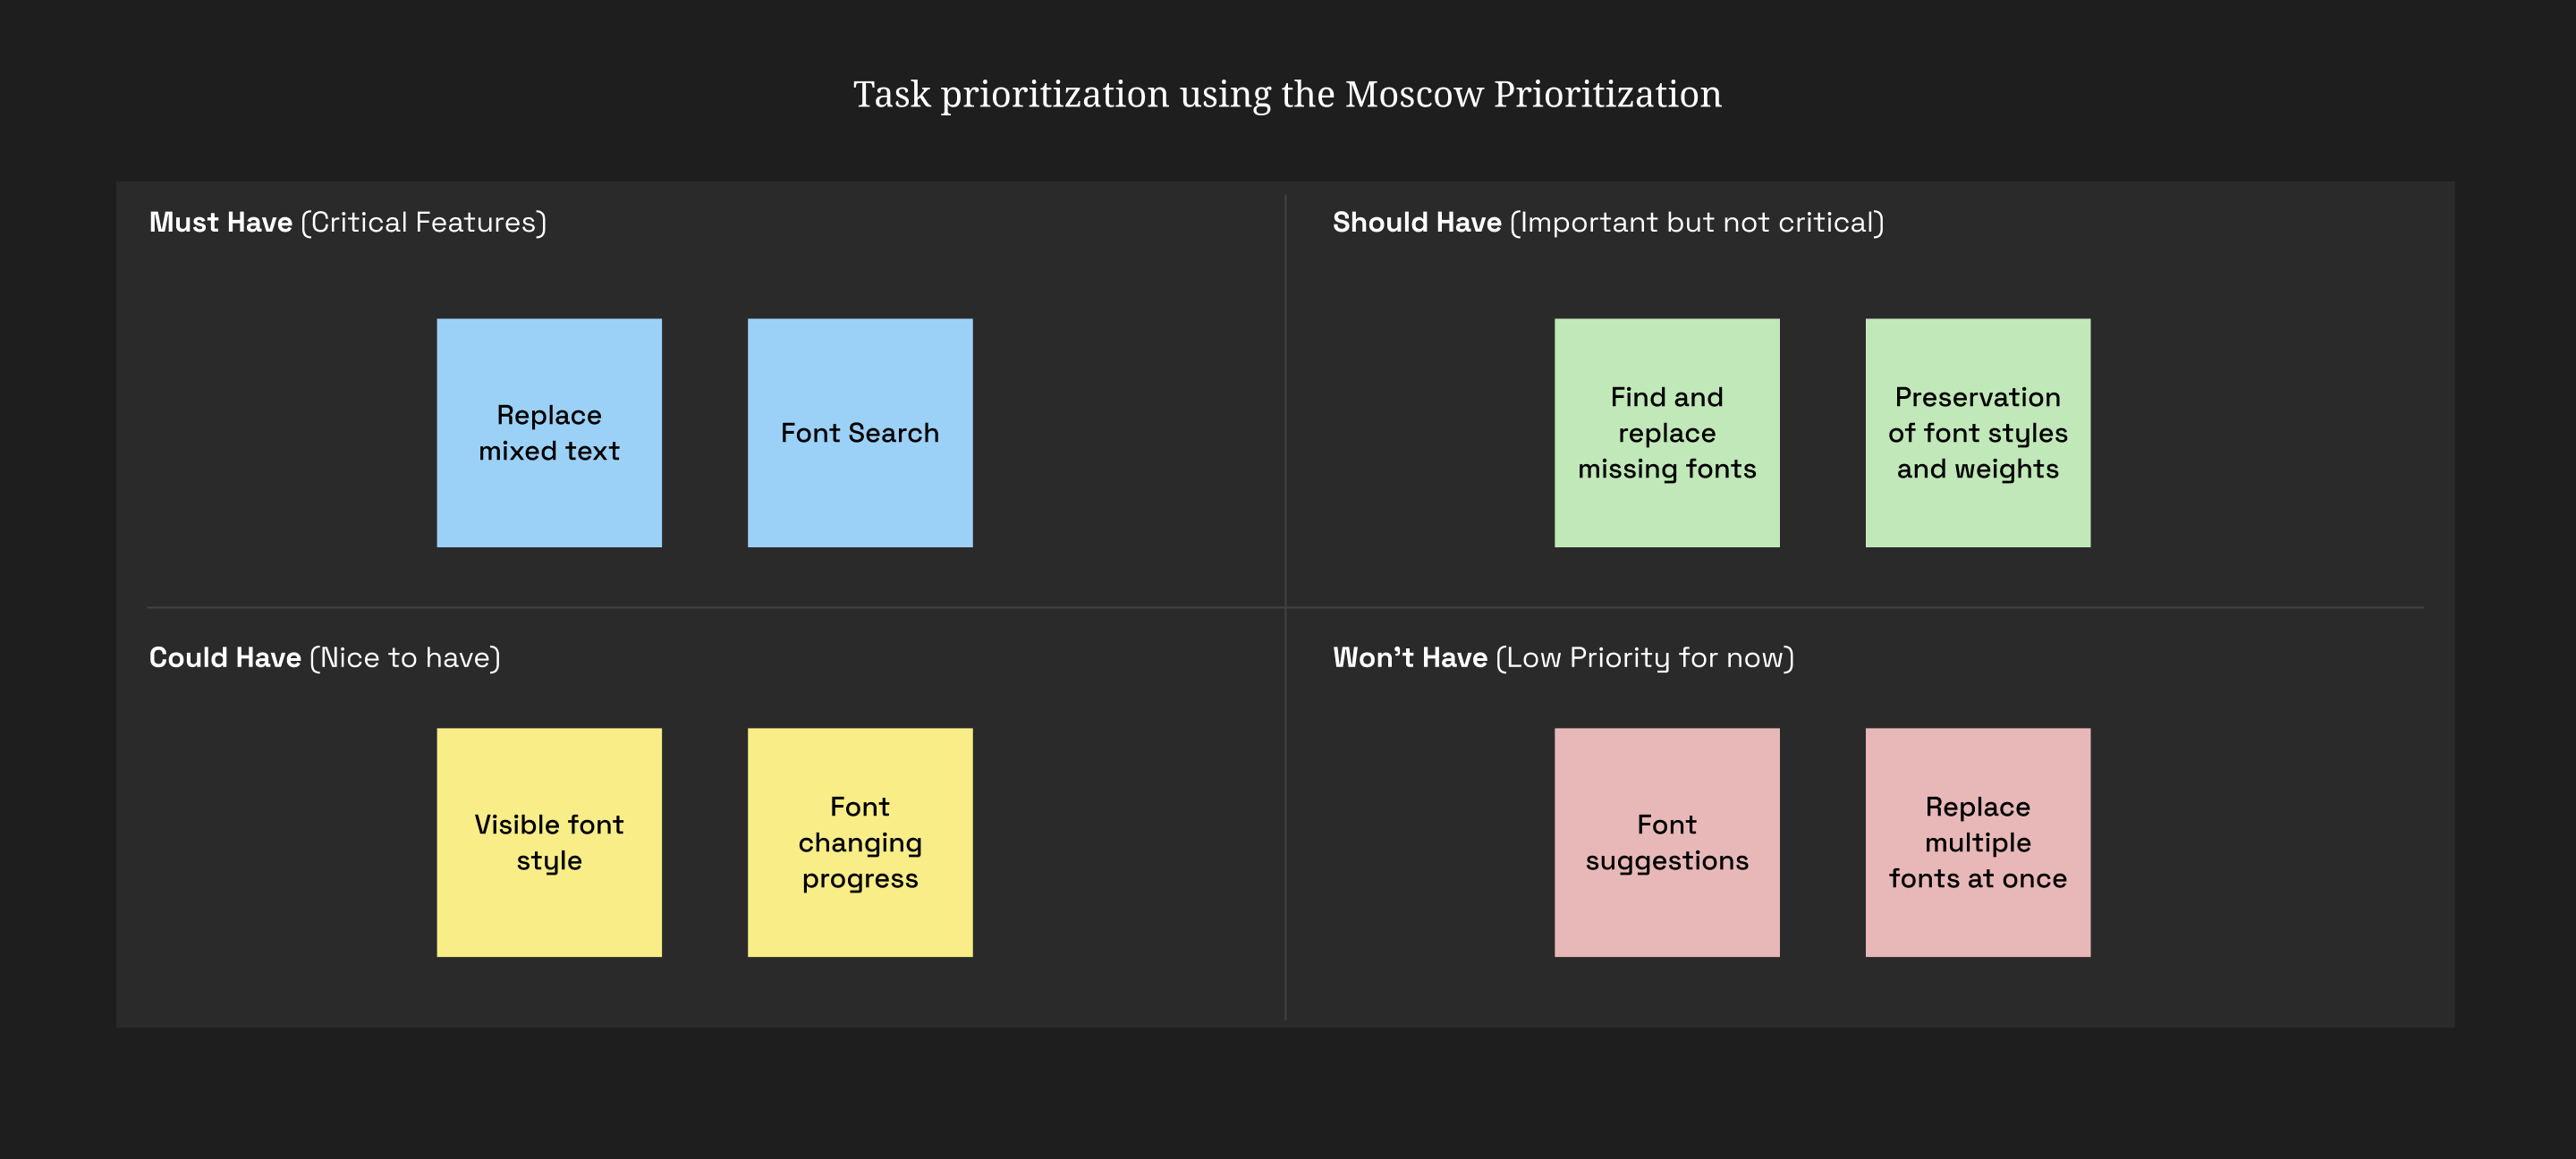 Task prioritization using the Moscow Prioritization
Must Have (Critical Features)
Replace
mixed text
Font Search
Should Have (Important but not critical)
Find and
replace
missing fonts
Preservation
of font styles
and weights
Could Have (Nice to have)
Visible font
style
Font
changing
progress
Won’t Have (Low Priority for now)
Font
suggestions
Replace
multiple
fonts at once